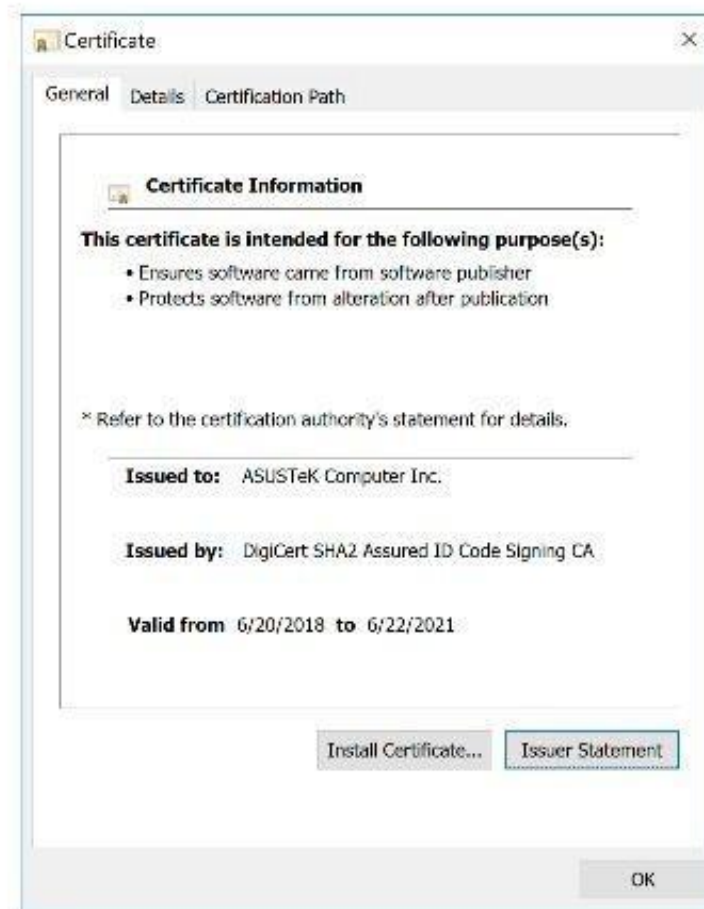 Certificate
General Details Certification Path
Certificate Information
This certificate is intended for the following purpose(s):
• Ensures software came from software publisher
• Protects software from alteration after publication
* Refer to the certification authority's statement for details.
Issued to: ASUSTeK Computer Inc.
Issued by: DigiCert SHA2 Assured ID Code Signing CA
Valid from 6/20/2018 to 6/22/2021
Install Certificate... Issuer Statement
OK